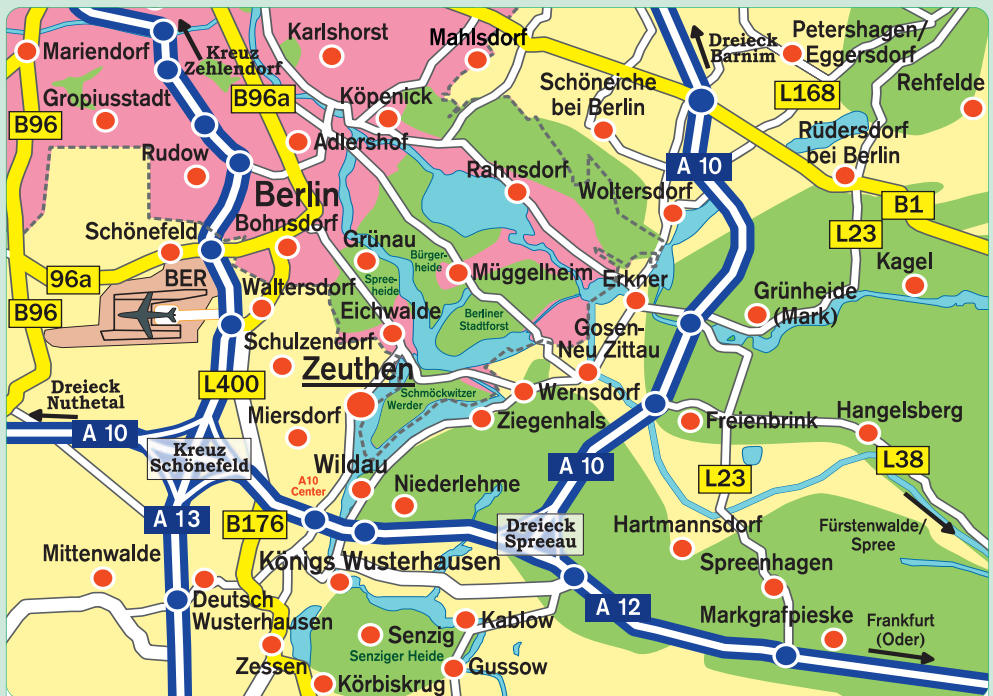 Karlshorst
Mahlsdorf
Petershagen/
Eggersdorf
Mariendorf
Kreuz
Zehlendorf
Dreieck
Barnim
Gropiusstadt
B96a
Köpenick
Schöneiche
bei Berlin
L168
Rehfelde
B96
Adlershof
Rüdersdorf
bei Berlin
Rudow
Rahnsdorf
A 10
Woltersdorf
Berlin
B1
Schönefeld
Bohnsdorf
Grünau
Bürger-
heide
L23
96a
BER
Spree-
heide
Müggelheim
Erkner
Kagel
B96
Waltersdorf
Eichwalde
Berliner
Stadtforst
Grünheide
(Mark)
Gosen-
Neu Zittau
Schulzendorf
Zeuthen
L400
Schmöckwitzer
Werder
Wernsdorf
Dreieck
Nuthetal
Miersdorf
Ziegenhals
Freienbrink
Hangelsberg
A 10
Kreuz
Schönefeld
Wildau
A 10
L38
A10
Center
Niederlehme
L23
A 13
B176
Dreieck
Spreeau
Hartmannsdorf
Fürstenwalde/
Spree
Mittenwalde
Königs Wusterhausen
Spreenhagen
Deutsch
Wusterhausen
A 12
Markgrafpieske
Kablow
Frankfurt
(Oder)
Senzig
Senziger Heide
Zessen
Gussow
Körbiskrug